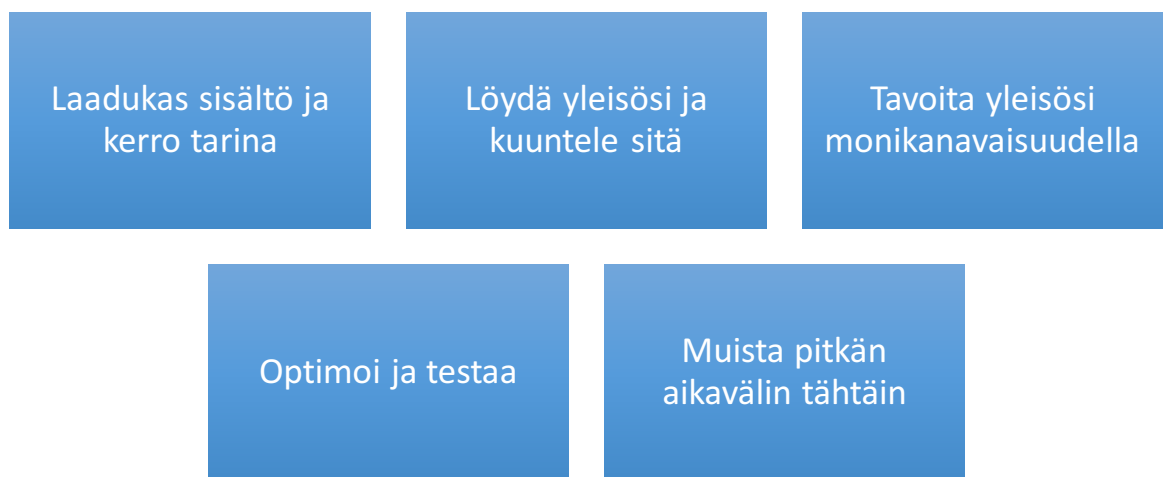 Laadukas sisältö ja
kerro tarina
Löydä yleisösi ja
kuuntele sitä
Tavoita yleisösi
monikanavaisuudella
Optimoi ja testaa
Muista pitkän
aikavälin tähtäin